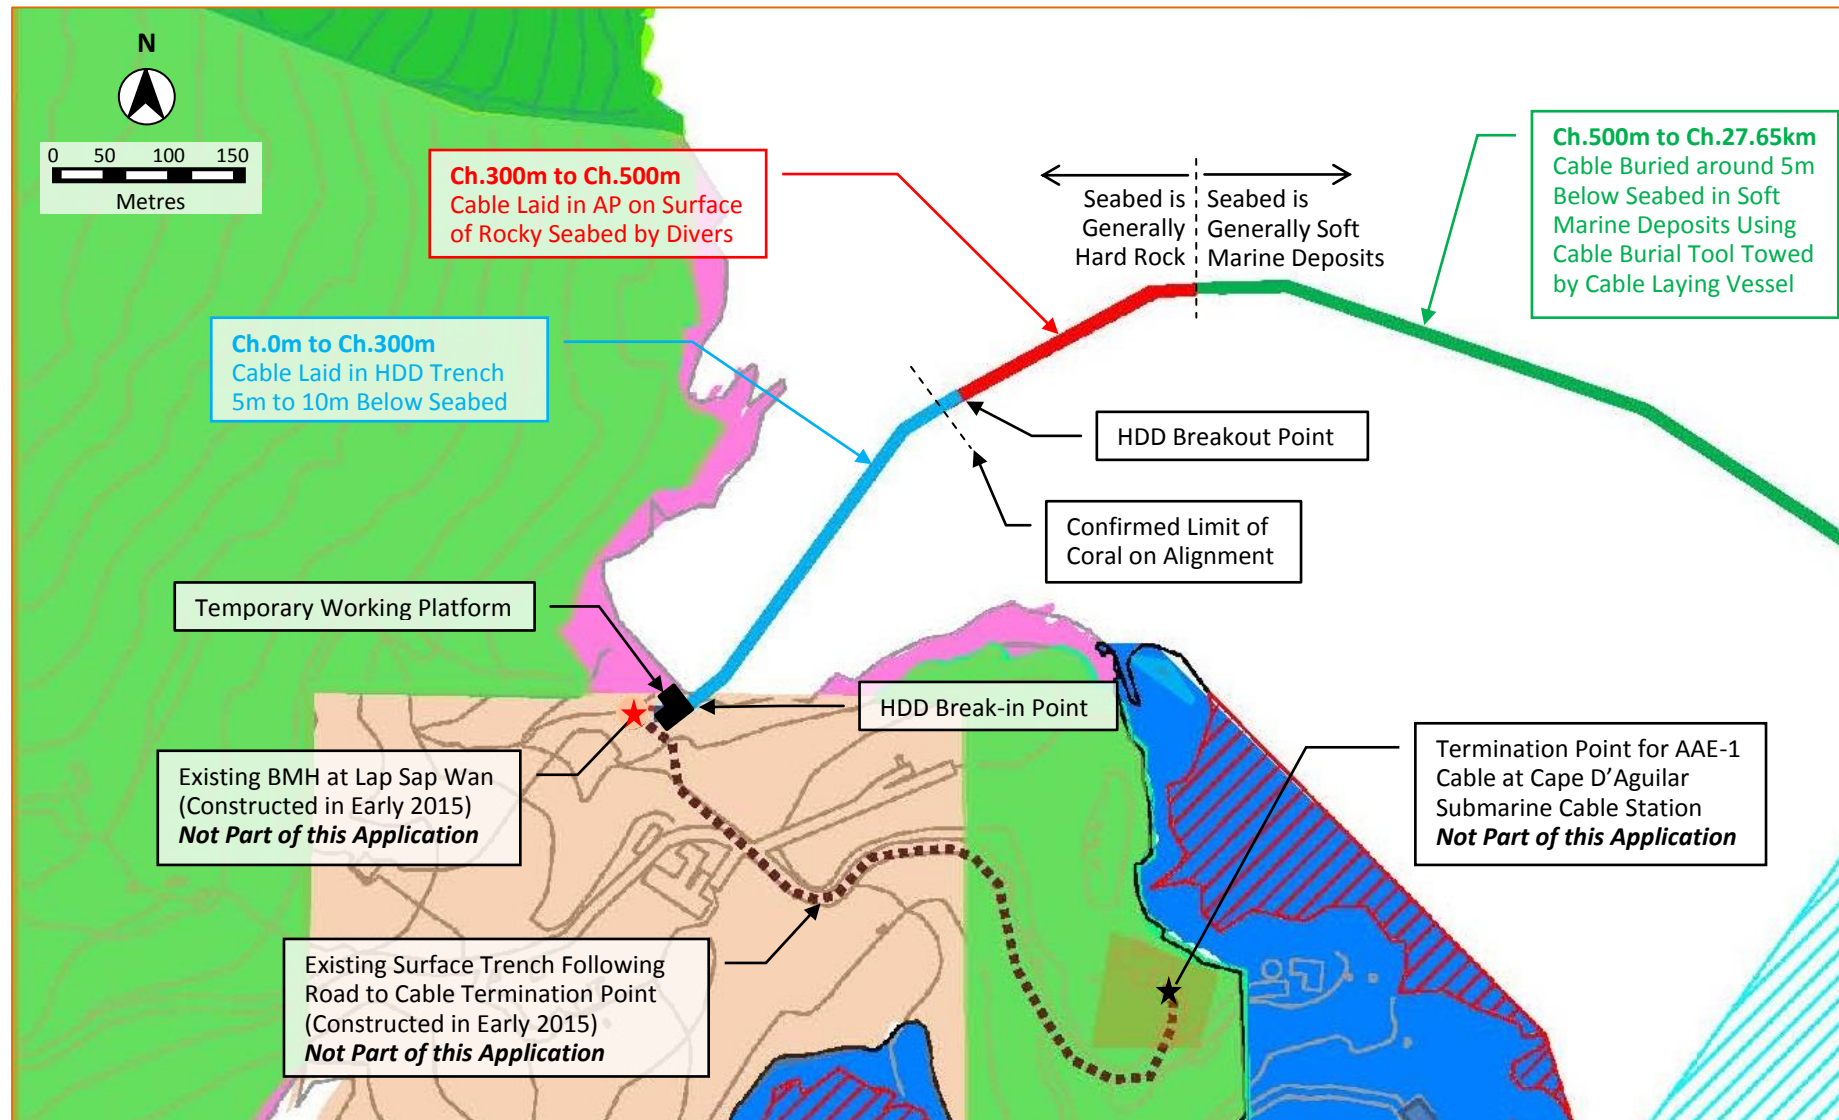 N
0 50 100 150
Metres
Ch.300m to Ch.500m
Cable Laid in AP on Surface
of Rocky Seabed by Divers
Seabed is
Generally
Hard Rock
Seabed is
Generally Soft
Marine Deposits
Ch.500m to Ch.27.65km
Cable Buried around 5m
Below Seabed in Soft
Marine Deposits Using
Cable Burial Tool Towed
by Cable Laying Vessel
Ch.0m to Ch.300m
Cable Laid in HDD Trench
5m to 10m Below Seabed
HDD Breakout Point
Confirmed Limit of
Coral on Alignment
Temporary Working Platform
HDD Break-in Point
Existing BMH at Lap Sap Wan
(Constructed in Early 2015)
Not Part of this Application
Termination Point for AAE-1
Cable at Cape D’Aguilar
Submarine Cable Station
Not Part of this Application
Existing Surface Trench Following
Road to Cable Termination Point
(Constructed in Early 2015)
Not Part of this Application